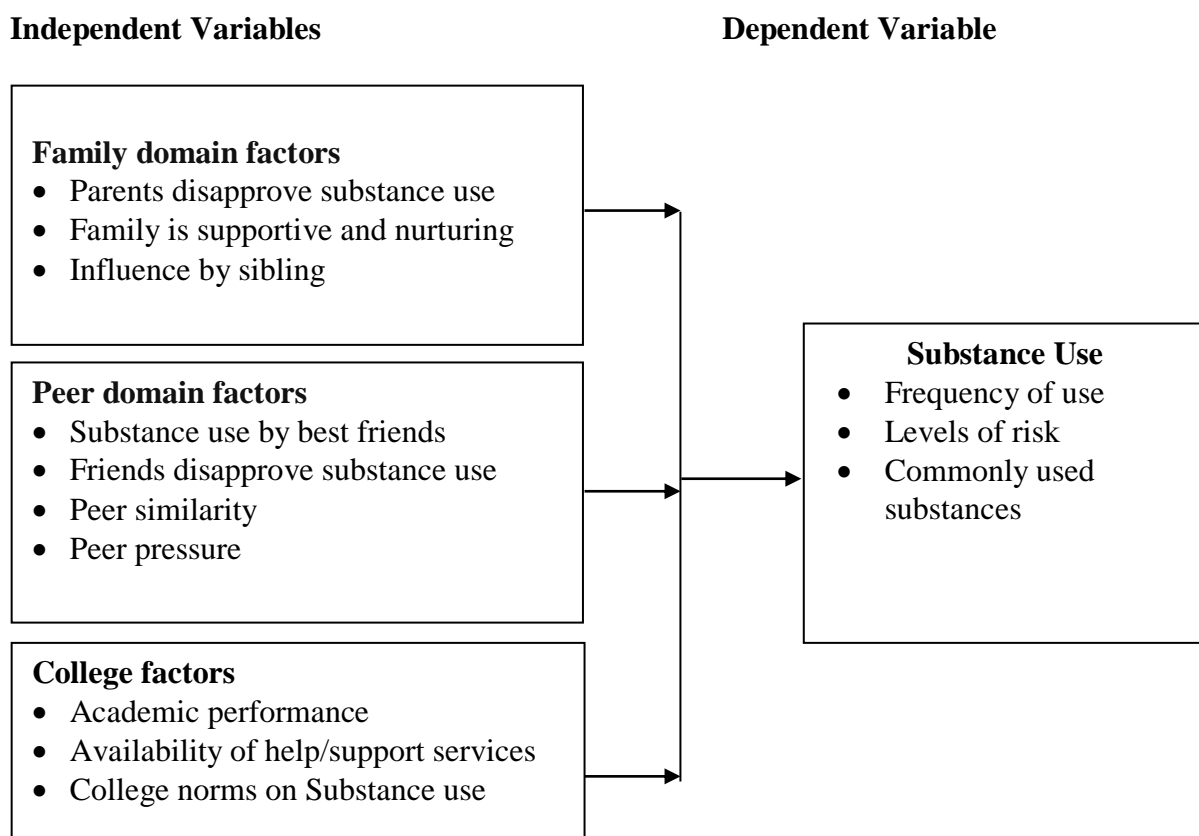 Independent Variables
Dependent Variable
Family domain factors
• Parents disapprove substance use
• Family is supportive and nurturing
• Influence by sibling
Peer domain factors
• Substance use by best friends
• Friends disapprove substance use
• Peer similarity
• Peer pressure
College factors
• Academic performance
• Availability of help/support services
• College norms on Substance use
Substance Use
• Frequency of use
• Levels of risk
• Commonly used
substances